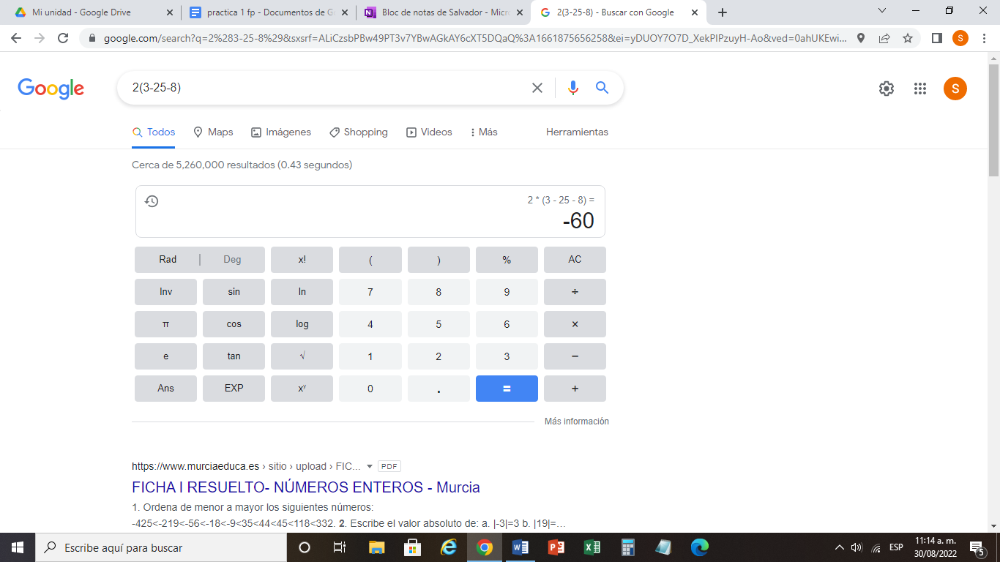 Mi unidad - Google Drive
practica 1 fp - Documentos de G
Bloc de notas de Salvador - Micr
2(3-25-8) - Buscar con Google
google.com/search?q=2%283-25-8%29&sxsrf=ALiCzsbPBw49PT3v7YBwAGkAY6cXT5DQaQ%3A1661875656258&ei=yDUOY7O7D_XekPIPzuyH-Ao&ved=0ahUKEwi...
S
Google
2(3-25-8)
S
Todos
Maps
Imágenes
Shopping
Videos
Más
Herramientas
Cerca de 5,260,000 resultados (0.43 segundos)
2 * (3 - 25 - 8) =
-60
Rad | Deg x! ( ) % AC
Inv sin ln 7 8 9 ÷
π cos log 4 5 6 ×
e tan √ 1 2 3 −
Ans EXP xʸ 0 . = +
Más información
https://www.murciaeduca.es › sitio › upload › FIC... PDF
FICHA I RESUELTO- NÚMEROS ENTEROS - Murcia
1. Ordena de menor a mayor los siguientes números:
-425<-219<-56<-18<-9<35<44<45<118<332. 2. Escribe el valor absoluto de: a. |-3|=3 b. |19|=…
Escribe aquí para buscar
ESP
11:14 a. m.
30/08/2022
5